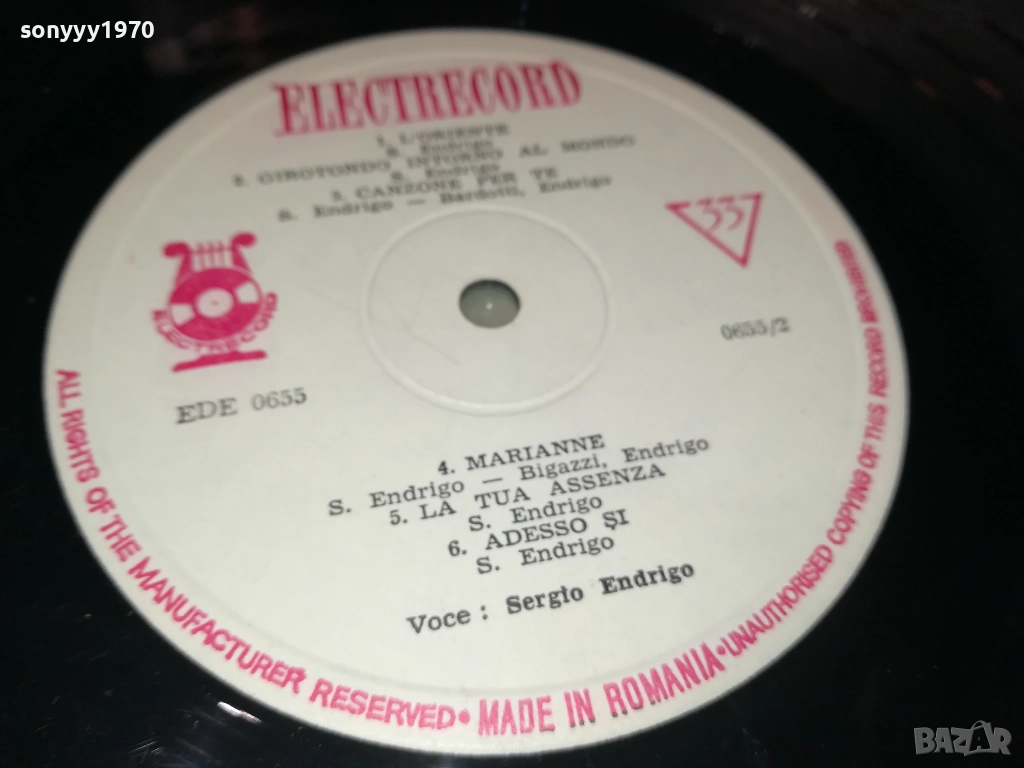 sonyyy1970
ELECTRECORD
1. L'ORIENTE
S. Endrigo
2. GIROTONDO INTORNO AL MONDO
S. Endrigo
3. CANZONE PER TE
S. Endrigo — Bardotti, Endrigo
33
ELECTRECORD
EDE 0655
0655/2
4. MARIANNE
S. Endrigo — Bigazzi, Endrigo
5. LA TUA ASSENZA
S. Endrigo
6. ADESSO ŞI
S. Endrigo
Voce : Sergio Endrigo
ALL RIGHTS OF THE MANUFACTURER RESERVED • MADE IN ROMANIA • UNAUTHORISED COPYING OF THIS RECORD RESERVED
BAZAR